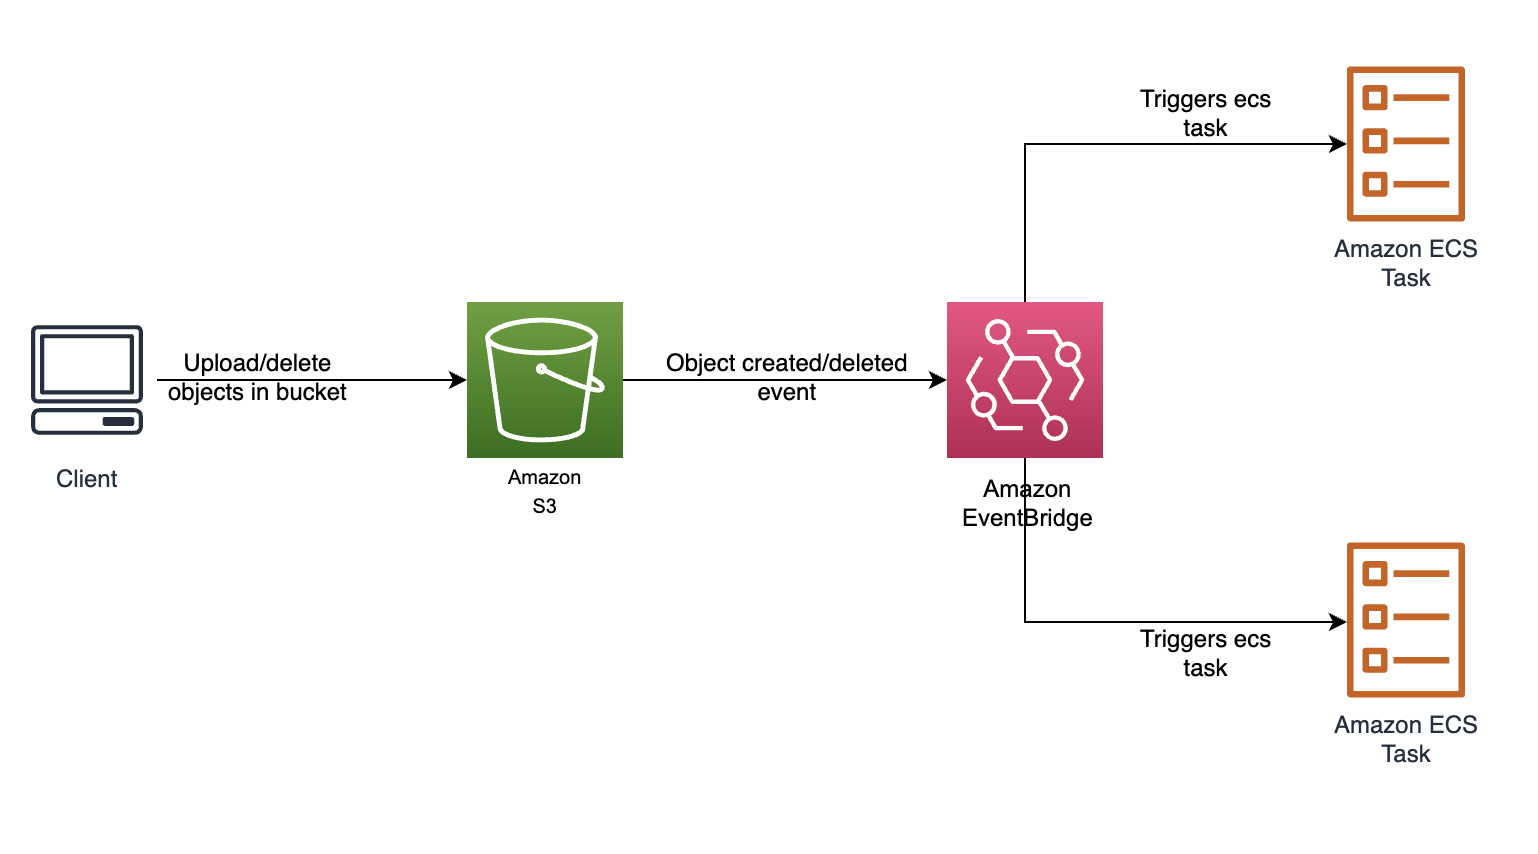 Triggers ecs
task
Amazon ECS
Task
Upload/delete
objects in bucket
Object created/deleted
event
Client
Amazon
S3
Amazon
EventBridge
Triggers ecs
task
Amazon ECS
Task